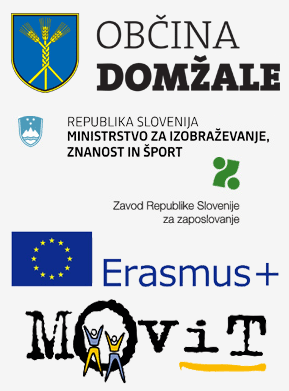 OBČINA
DOMŽALE
REPUBLIKA SLOVENIJA
MINISTRSTVO ZA IZOBRAŽEVANJE,
ZNANOST IN ŠPORT
Zavod Republike Slovenije
za zaposlovanje
Erasmus+
MOviT